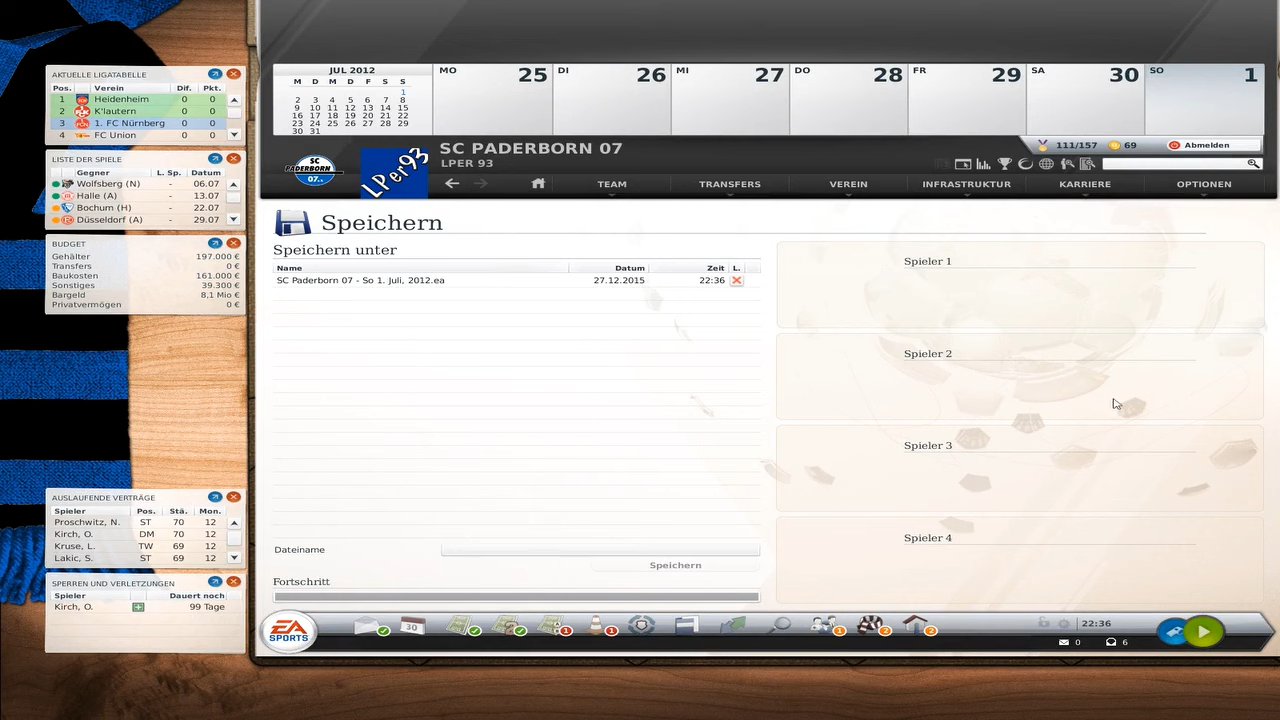 AKTUELLE LIGATABELLE
Pos. Verein Dif. Pkt.
1 Heidenheim 0 0
2 K'lautern 0 0
3 1. FC Nürnberg 0 0
4 FC Union 0 0
LISTE DER SPIELE
Gegner L. Sp. Datum
Wolfsberg (N) - 06.07
Halle (A) - 13.07
Bochum (H) - 22.07
Düsseldorf (A) - 29.07
BUDGET
Gehälter 197.000 €
Transfers 0 €
Baukosten 161.000 €
Sonstiges 39.300 €
Bargeld 8,1 Mio €
Privatvermögen 0 €
AUSLAUFENDE VERTRÄGE
Spieler Pos. Stä. Mon.
Proschwitz, N. ST 70 12
Kirch, O. DM 70 12
Kruse, L. TW 69 12
Lakic, S. ST 69 12
SPERREN UND VERLETZUNGEN
Spieler Dauert noch
Kirch, O. 99 Tage
JUL 2012
M D M D F S S
1
2 3 4 5 6 7 8
9 10 11 12 13 14 15
16 17 18 19 20 21 22
23 24 25 26 27 28 29
30 31
MO 25 DI 26 MI 27 DO 28 FR 29 SA 30 SO 1
111/157 69 Abmelden
SC PADERBORN 07..
LPer93
SC PADERBORN 07
LPER 93
TEAM TRANSFERS VEREIN INFRASTRUKTUR KARRIERE OPTIONEN
Speichern
Speichern unter
Name Datum Zeit L.
SC Paderborn 07 - So 1. Juli, 2012.ea 27.12.2015 22:36
Dateiname
Speichern
Fortschritt
Spieler 1
Spieler 2
Spieler 3
Spieler 4
EA SPORTS
30
1
1
1
2
2
22:36
0 6